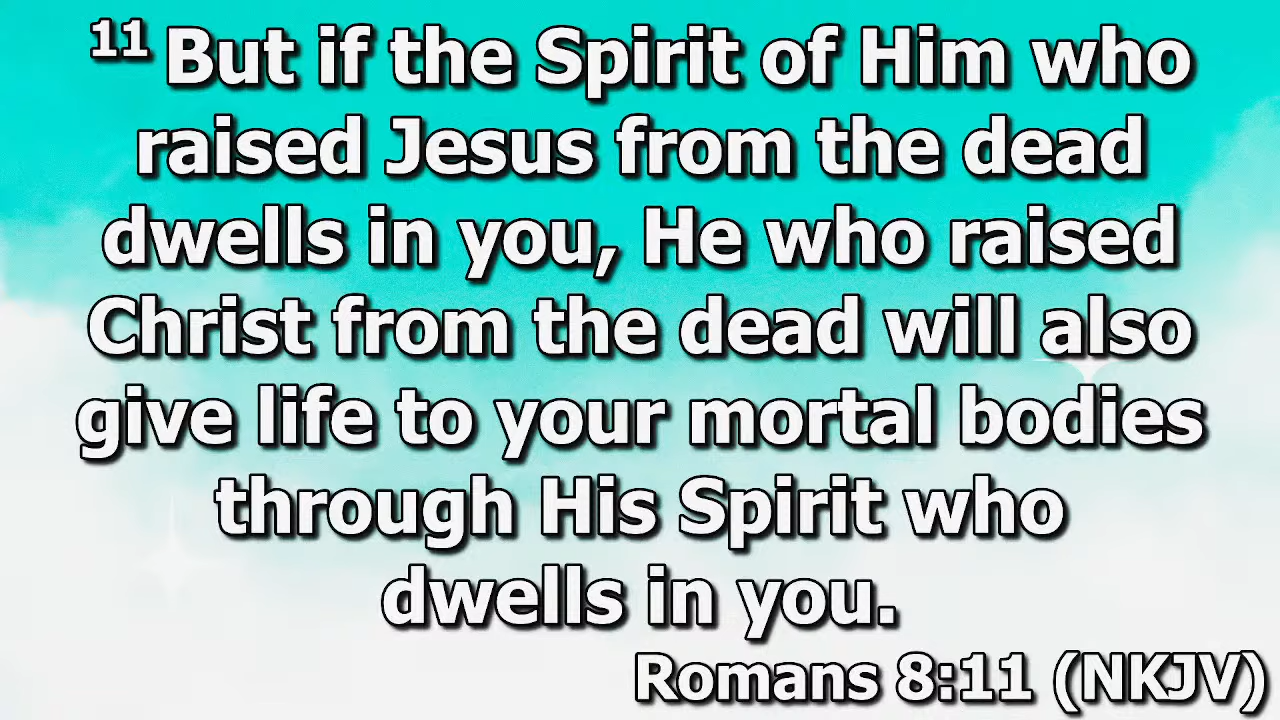 11 But if the Spirit of Him who
raised Jesus from the dead
dwells in you, He who raised
Christ from the dead will also
give life to your mortal bodies
through His Spirit who
dwells in you.
Romans 8:11 (NKJV)